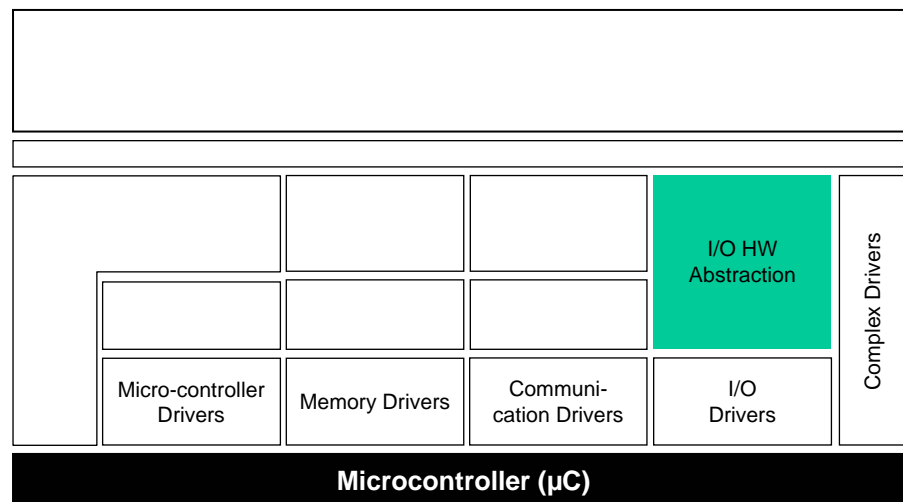 I/O HW
Abstraction
Complex Drivers
Micro-controller
Drivers
Memory Drivers
Communi-
cation Drivers
I/O
Drivers
Microcontroller (µC)